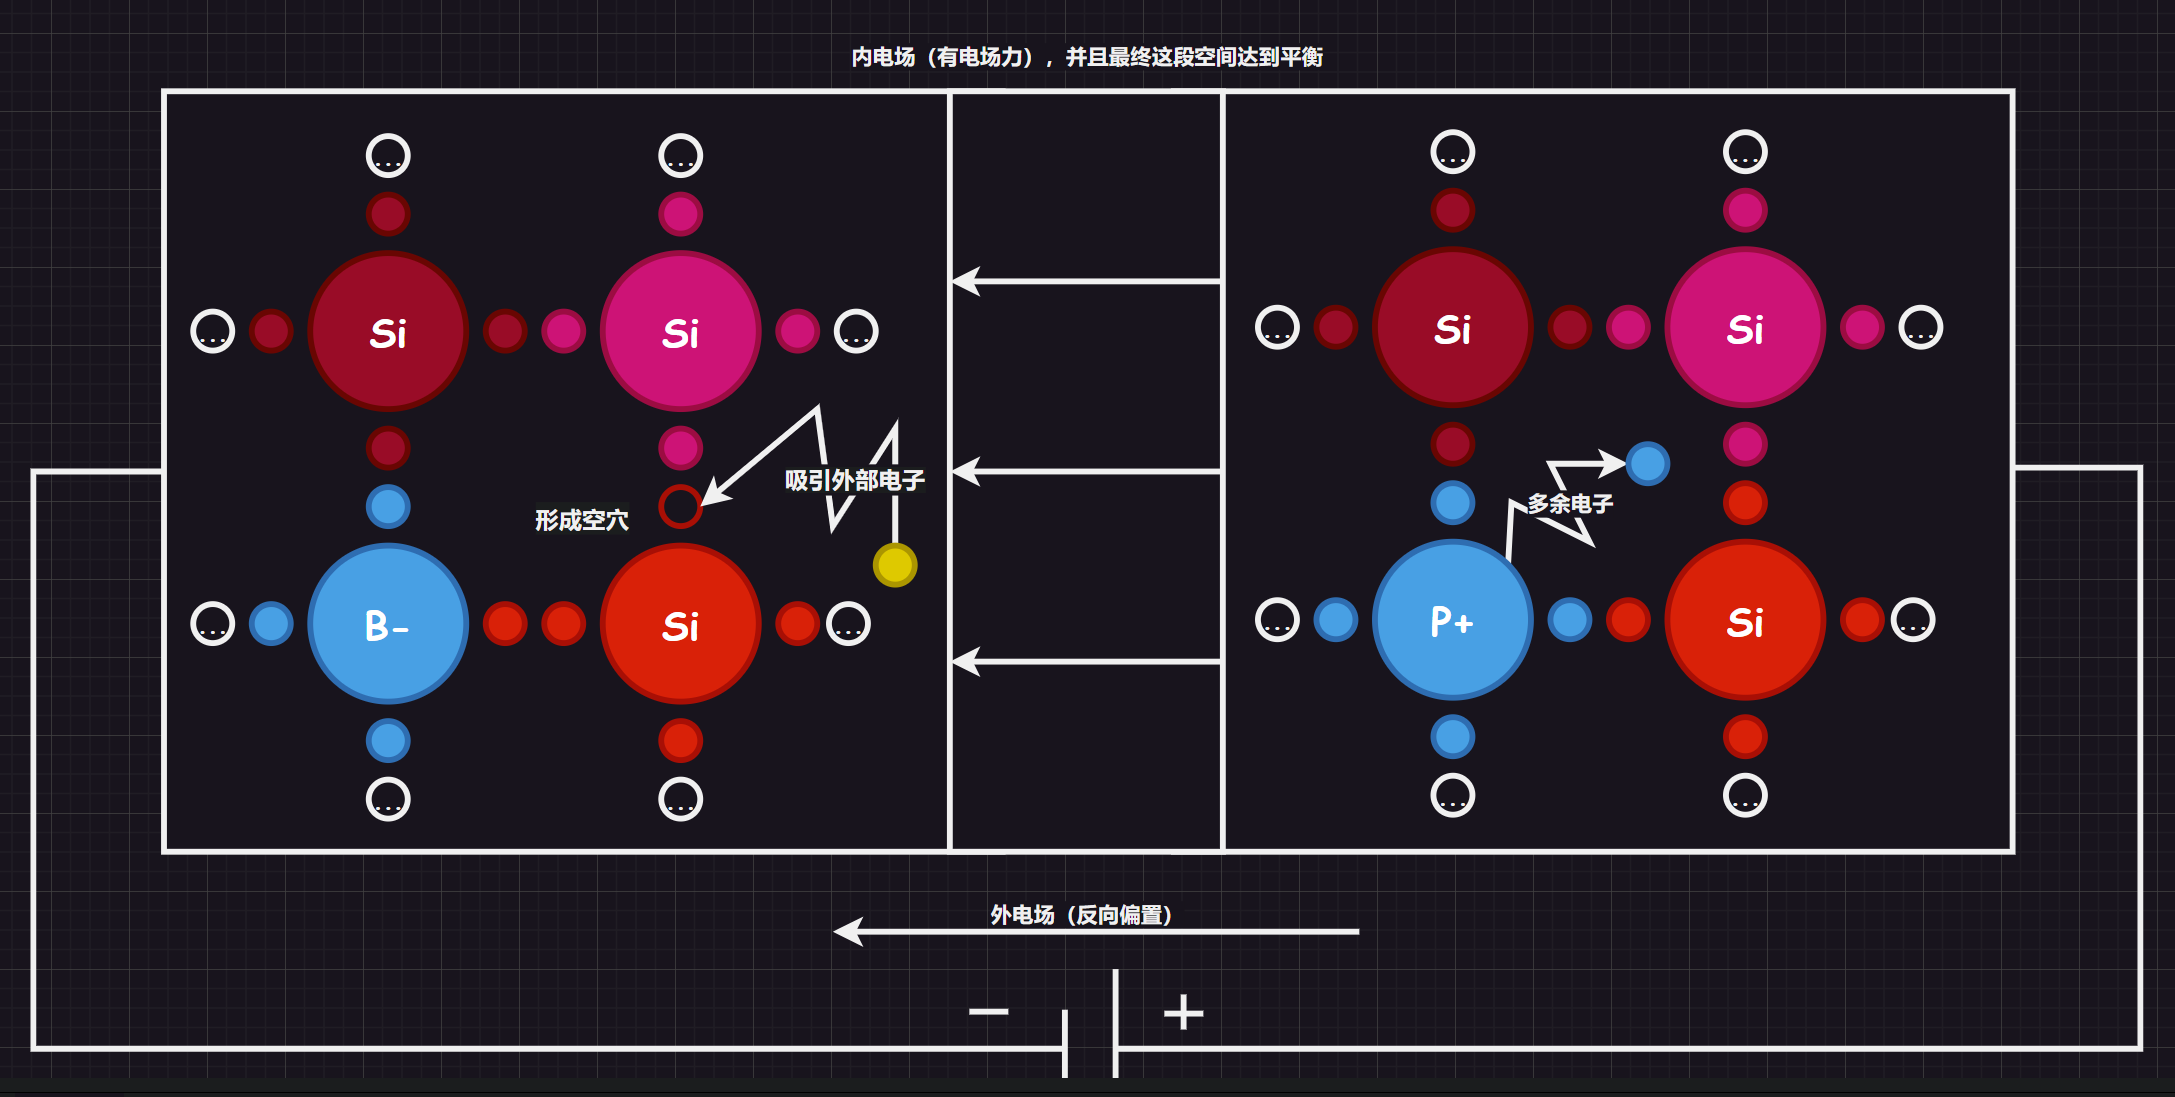 内电场（有电场力），并且最终这段空间达到平衡
... ... ... ...
... Si Si ... ... Si Si ...
吸引外部电子
多余电子
形成空穴
... B- Si ... ... P+ Si ...
... ... ... ...
外电场（反向偏置）
− +